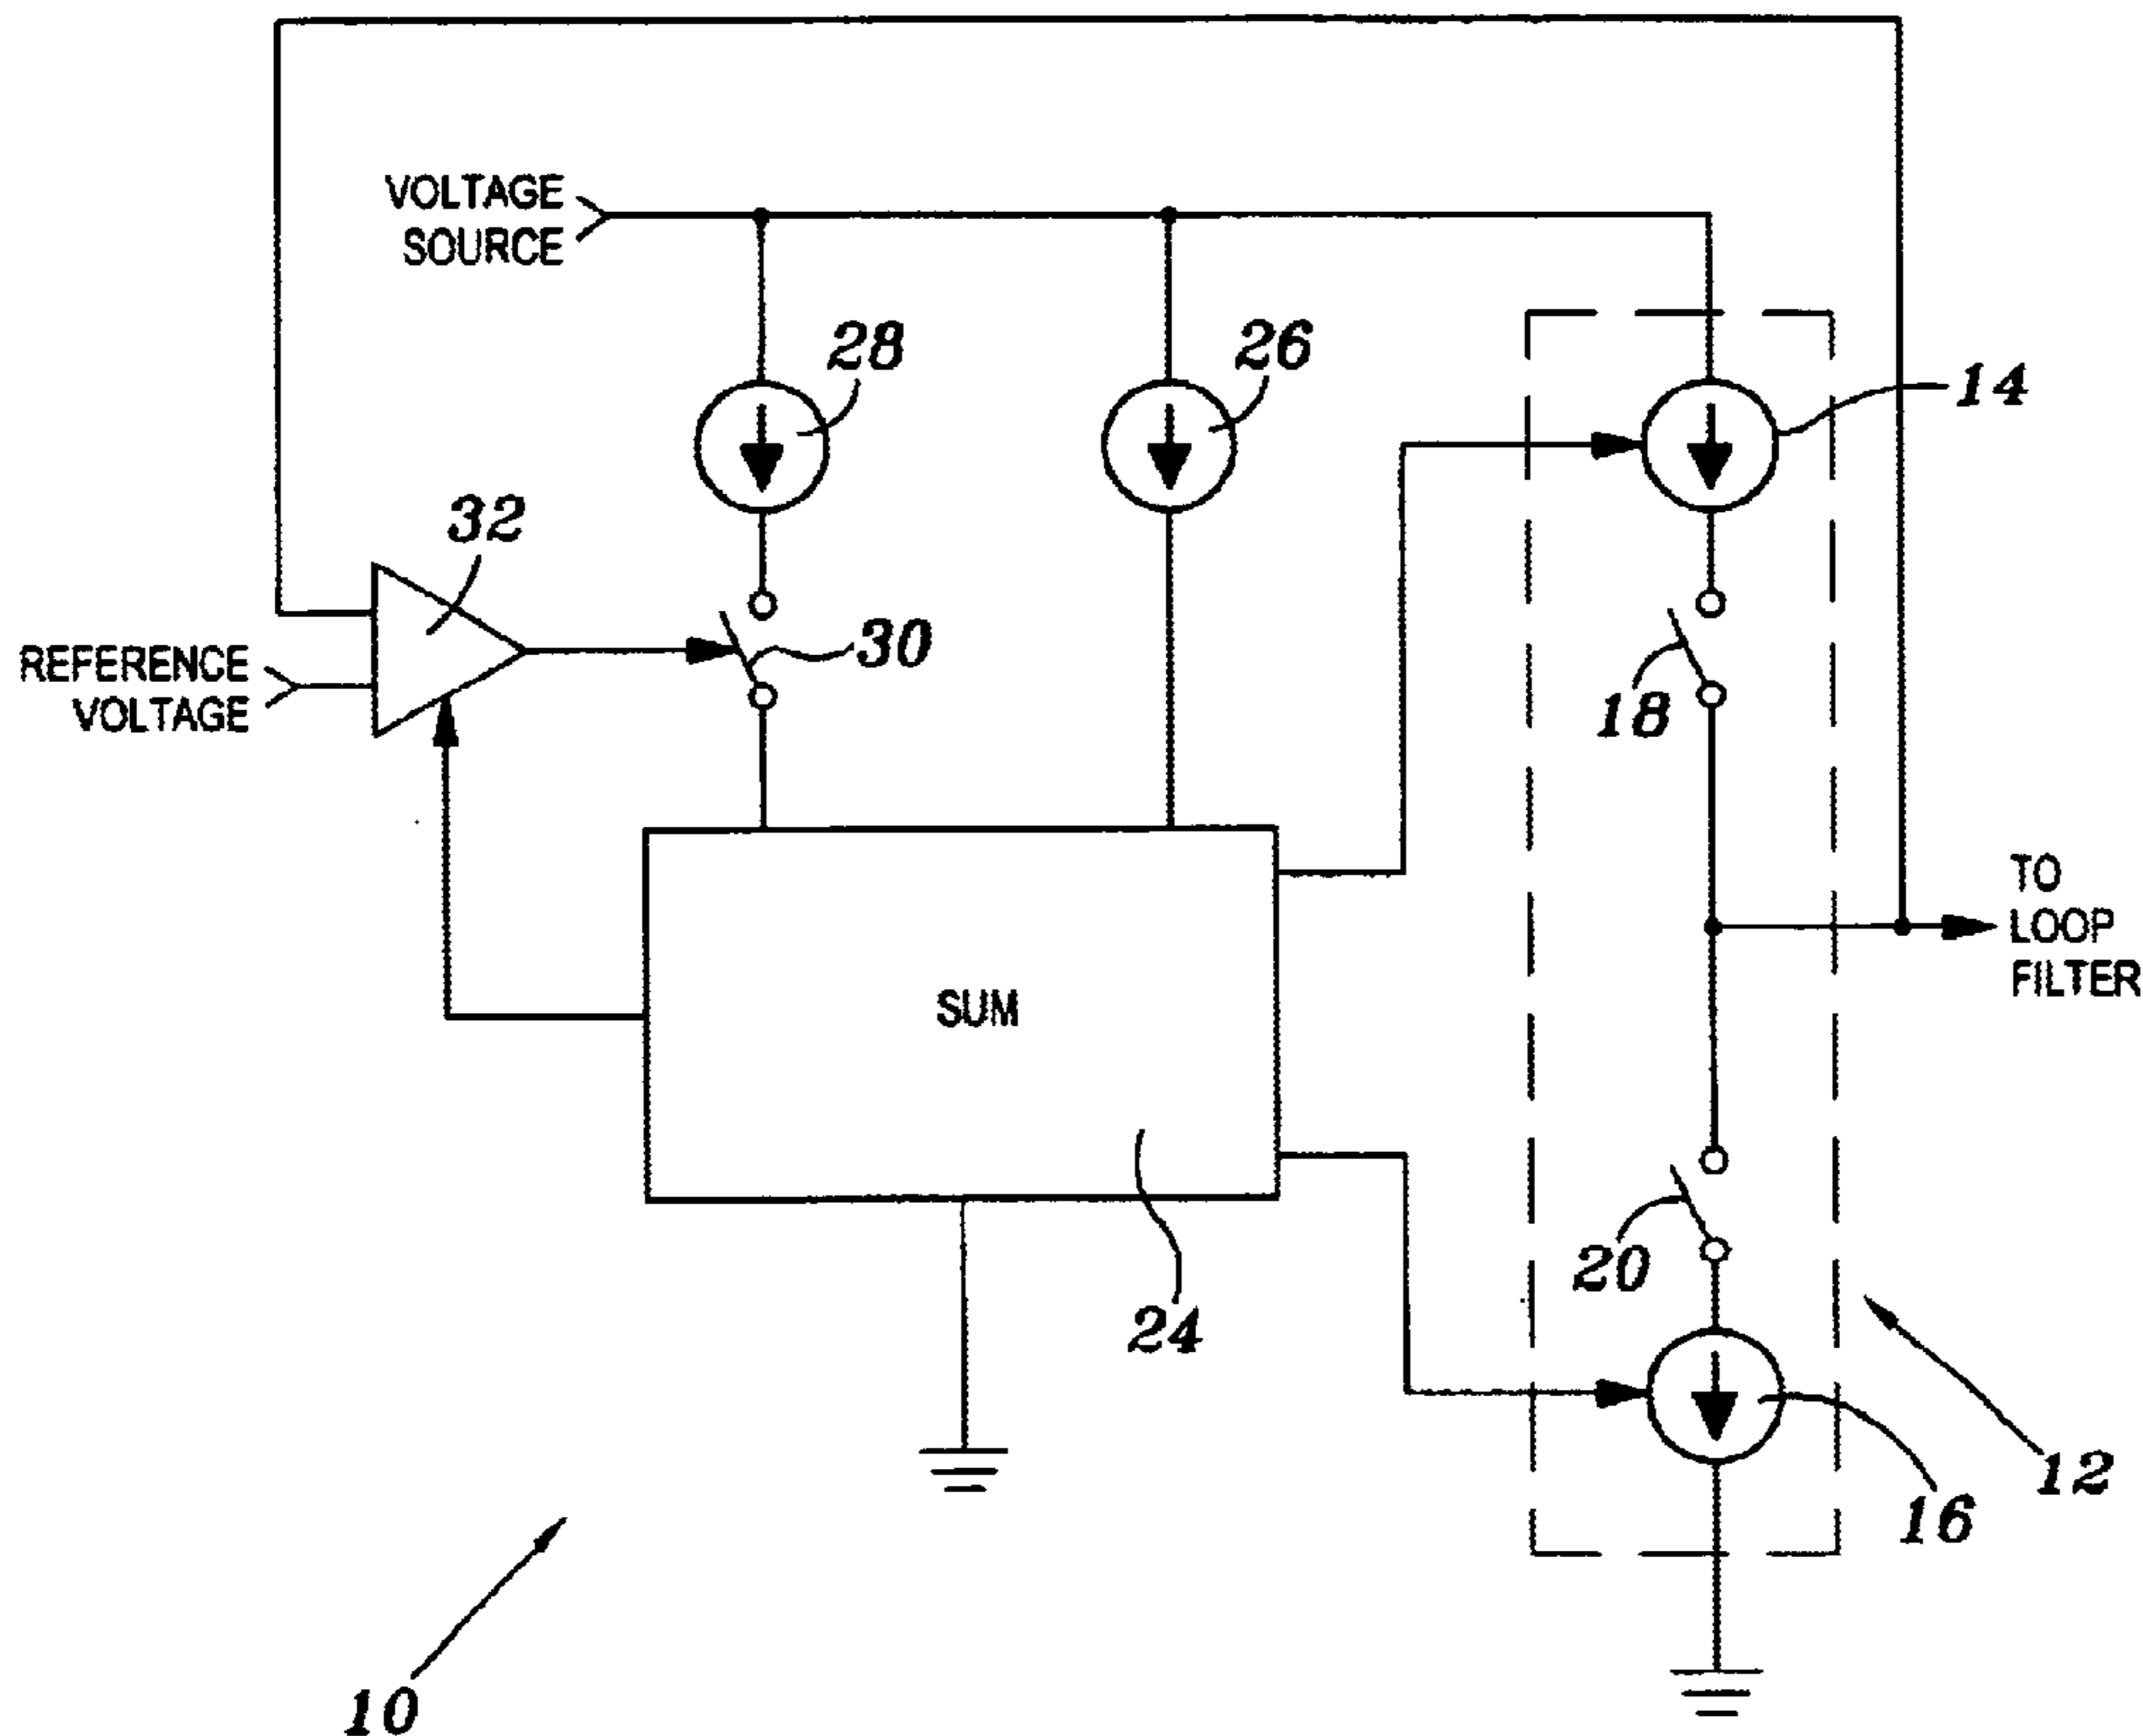 VOLTAGE
SOURCE
28
26
14
32
30
REFERENCE
VOLTAGE
18
TO
LOOP
FILTER
SUM
20
24
12
16
10